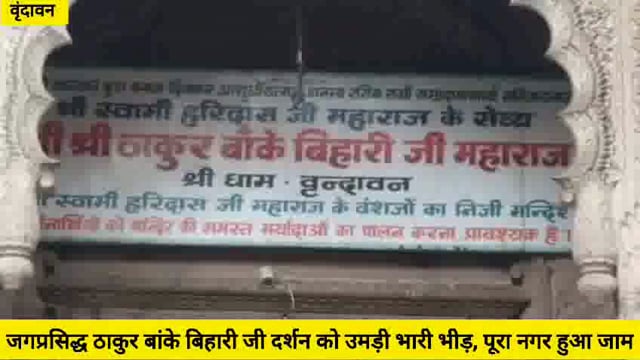 वृंदावन
श्री स्वामी हरिदास जी महाराज के सेव्य
श्री ठाकुर बांके बिहारी जी महाराज
श्री धाम - वृन्दावन
स्वामी हरिदास जी महाराज के वंशजों का निजी मन्दिर
को मन्दिर की समस्त मर्यादाओं का पालन करना आवश्यक है।
जगप्रसिद्ध ठाकुर बांके बिहारी जी दर्शन को उमड़ी भारी भीड़, पूरा नगर हुआ जाम